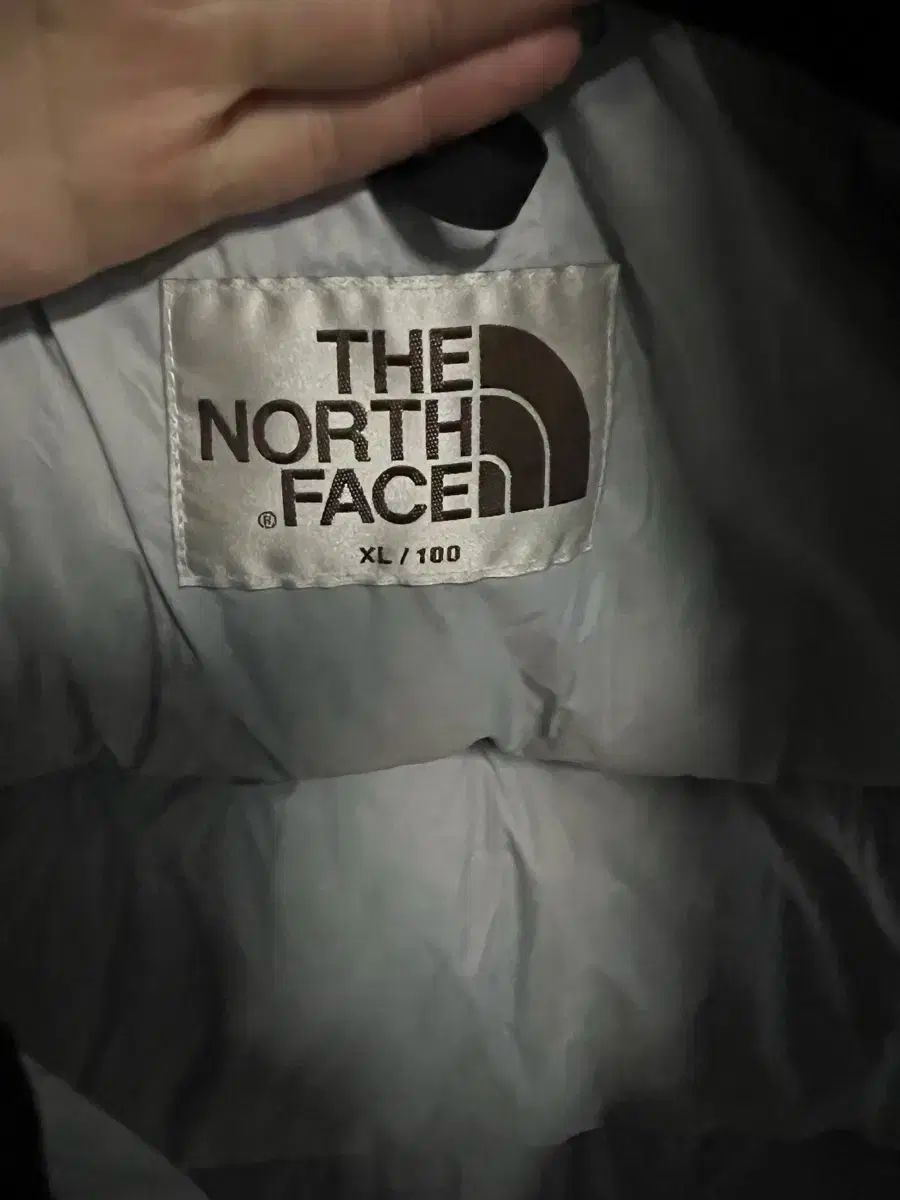 THE
NORTH
FACE
®
XL / 100